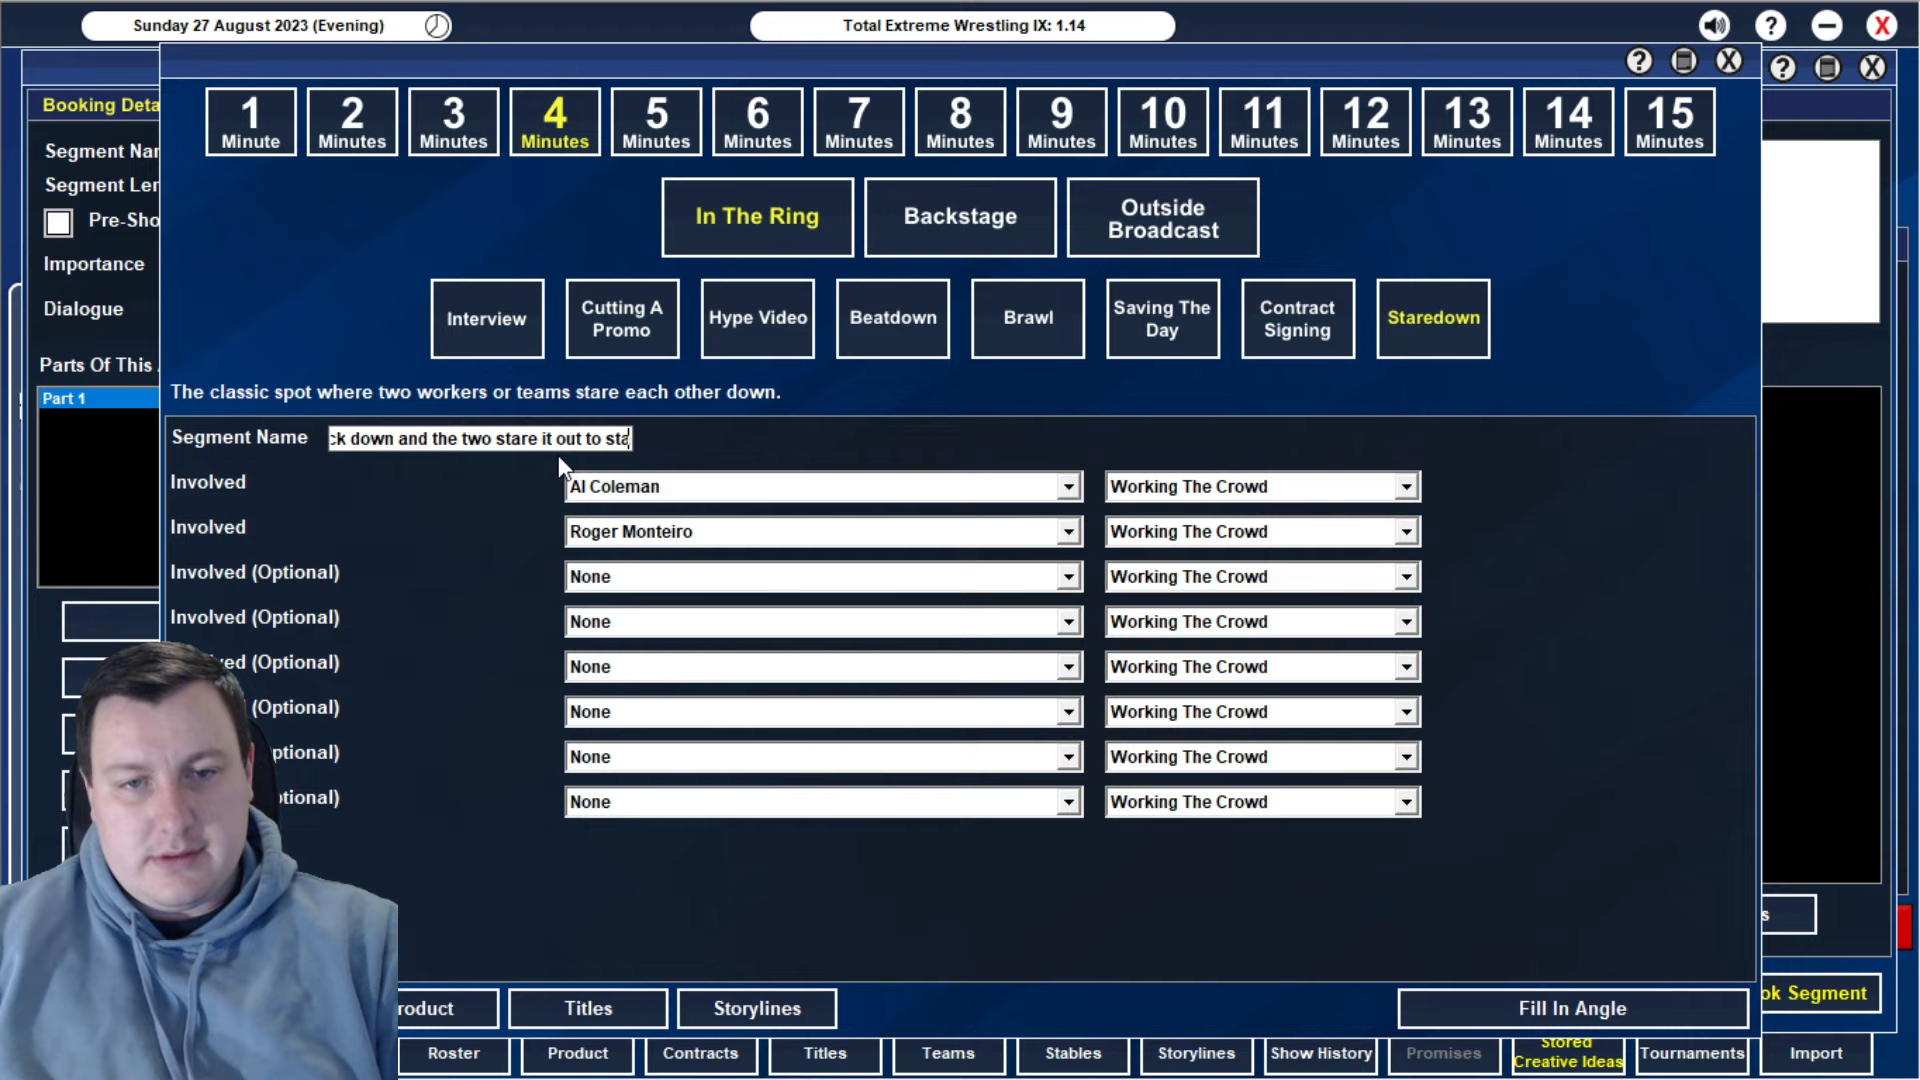 Sunday 27 August 2023 (Evening)
Total Extreme Wrestling IX: 1.14
?
X
? X
? X
Booking Deta
1 Minute
2 Minutes
3 Minutes
4 Minutes
5 Minutes
6 Minutes
7 Minutes
8 Minutes
9 Minutes
10 Minutes
11 Minutes
12 Minutes
13 Minutes
14 Minutes
15 Minutes
Segment Nar
Segment Ler
Pre-Sho
Importance
Dialogue
Parts Of This
Part 1
In The Ring
Backstage
Outside Broadcast
Interview
Cutting A Promo
Hype Video
Beatdown
Brawl
Saving The Day
Contract Signing
Staredown
The classic spot where two workers or teams stare each other down.
Segment Name ck down and the two stare it out to sta
Involved Al Coleman Working The Crowd
Involved Roger Monteiro Working The Crowd
Involved (Optional) None Working The Crowd
Involved (Optional) None Working The Crowd
ved (Optional) None Working The Crowd
(Optional) None Working The Crowd
ptional) None Working The Crowd
tional) None Working The Crowd
s
roduct
Titles
Storylines
Fill In Angle
ok Segment
Roster
Product
Contracts
Titles
Teams
Stables
Storylines
Show History
Promises
Stored Creative Ideas
Tournaments
Import